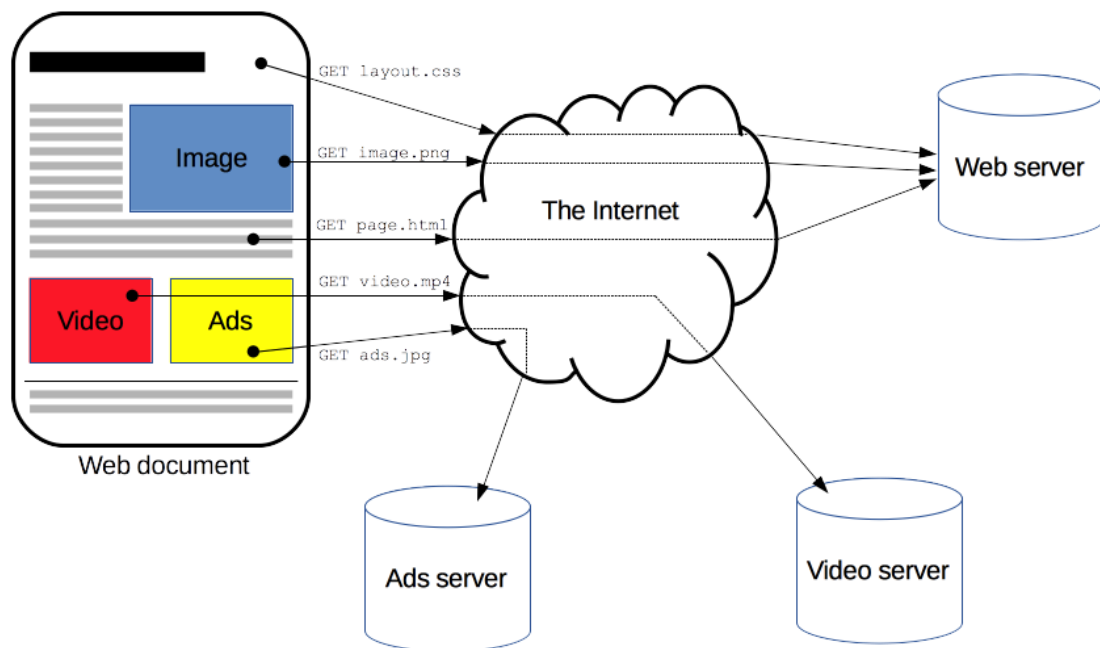 GET layout.css
Image
GET image.png
Web server
The Internet
GET page.html
GET video.mp4
Video
Ads
GET ads.jpg
Web document
Ads server
Video server